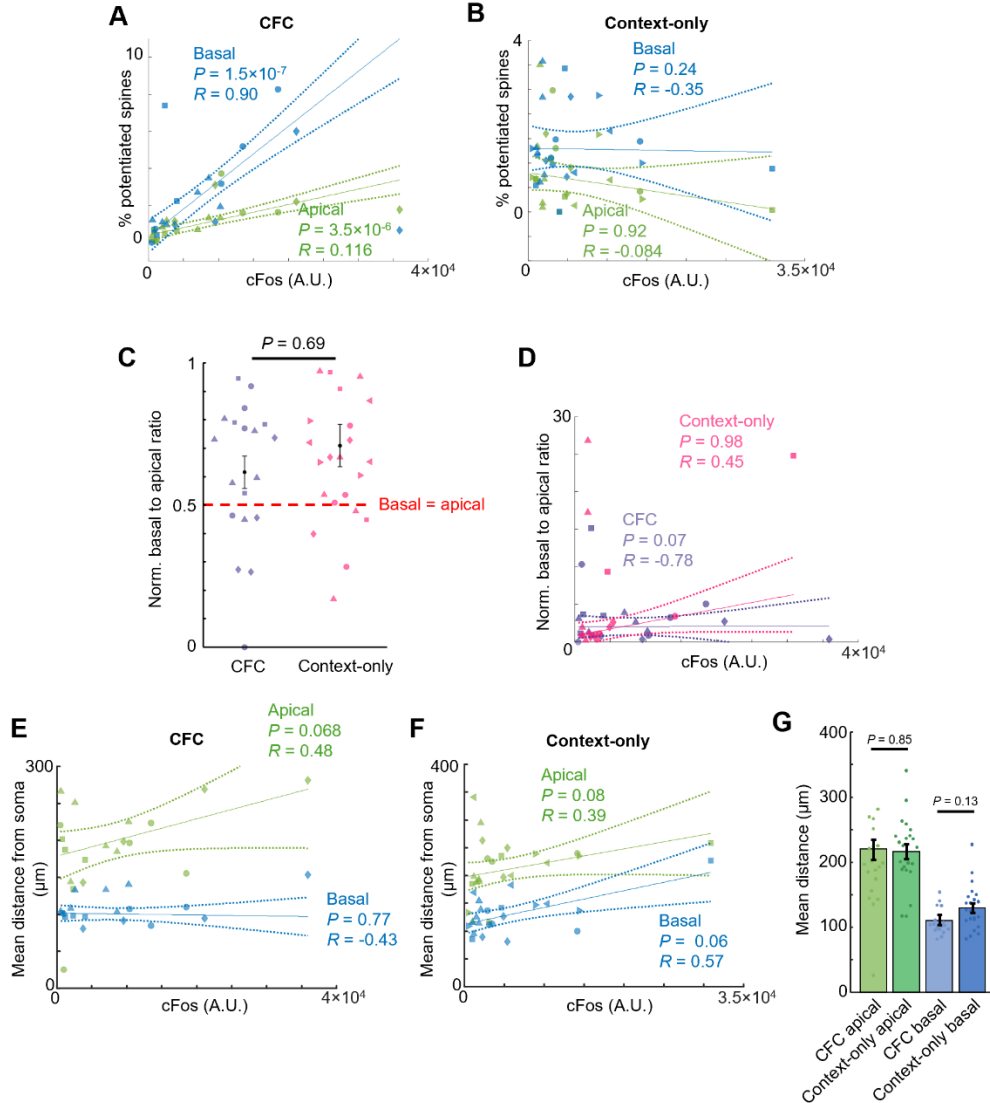 A
CFC
% potentiated spines
10
0
Basal
P = 1.5×10⁻⁷
R = 0.90
Apical
P = 3.5×10⁻⁶
R = 0.116
0
cFos (A.U.)
4×10⁴
B
Context-only
% potentiated spines
4
0
Basal
P = 0.24
R = -0.35
Apical
P = 0.92
R = -0.084
0
cFos (A.U.)
3.5×10⁴
C
P = 0.69
Norm. basal to apical ratio
1
0.5
0
Basal = apical
CFC
Context-only
D
Norm. basal to apical ratio
30
0
Context-only
P = 0.98
R = 0.45
CFC
P = 0.07
R = -0.78
cFos (A.U.)
4×10⁴
E
CFC
Apical
P = 0.068
R = 0.48
Mean distance from soma
(µm)
300
0
Basal
P = 0.77
R = -0.43
0
cFos (A.U.)
4×10⁴
F
Context-only
Mean distance from soma
(µm)
400
0
Apical
P = 0.08
R = 0.39
Basal
P = 0.06
R = 0.57
0
cFos (A.U.)
3.5×10⁴
G
Mean distance (µm)
400
300
200
100
0
P = 0.85
P = 0.13
CFC apical
Context-only apical
CFC basal
Context-only basal